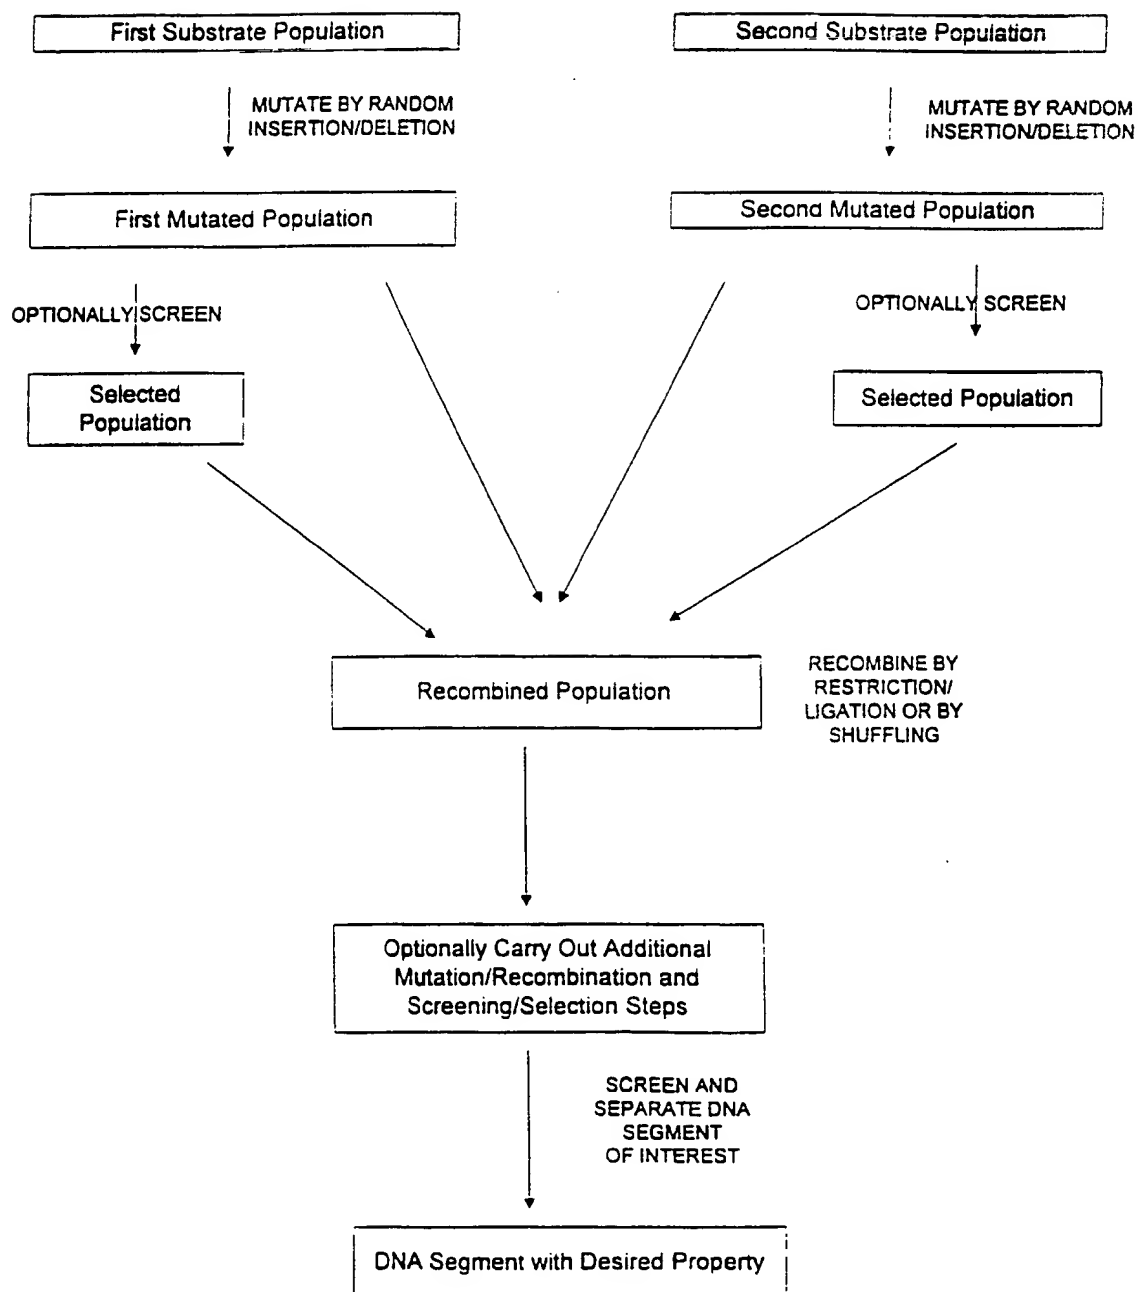 First Substrate Population
Second Substrate Population
MUTATE BY RANDOM
INSERTION/DELETION
MUTATE BY RANDOM
INSERTION/DELETION
First Mutated Population
Second Mutated Population
OPTIONALLY SCREEN
OPTIONALLY SCREEN
Selected
Population
Selected Population
Recombined Population
RECOMBINE BY
RESTRICTION/
LIGATION OR BY
SHUFFLING
Optionally Carry Out Additional
Mutation/Recombination and
Screening/Selection Steps
SCREEN AND
SEPARATE DNA
SEGMENT
OF INTEREST
DNA Segment with Desired Property